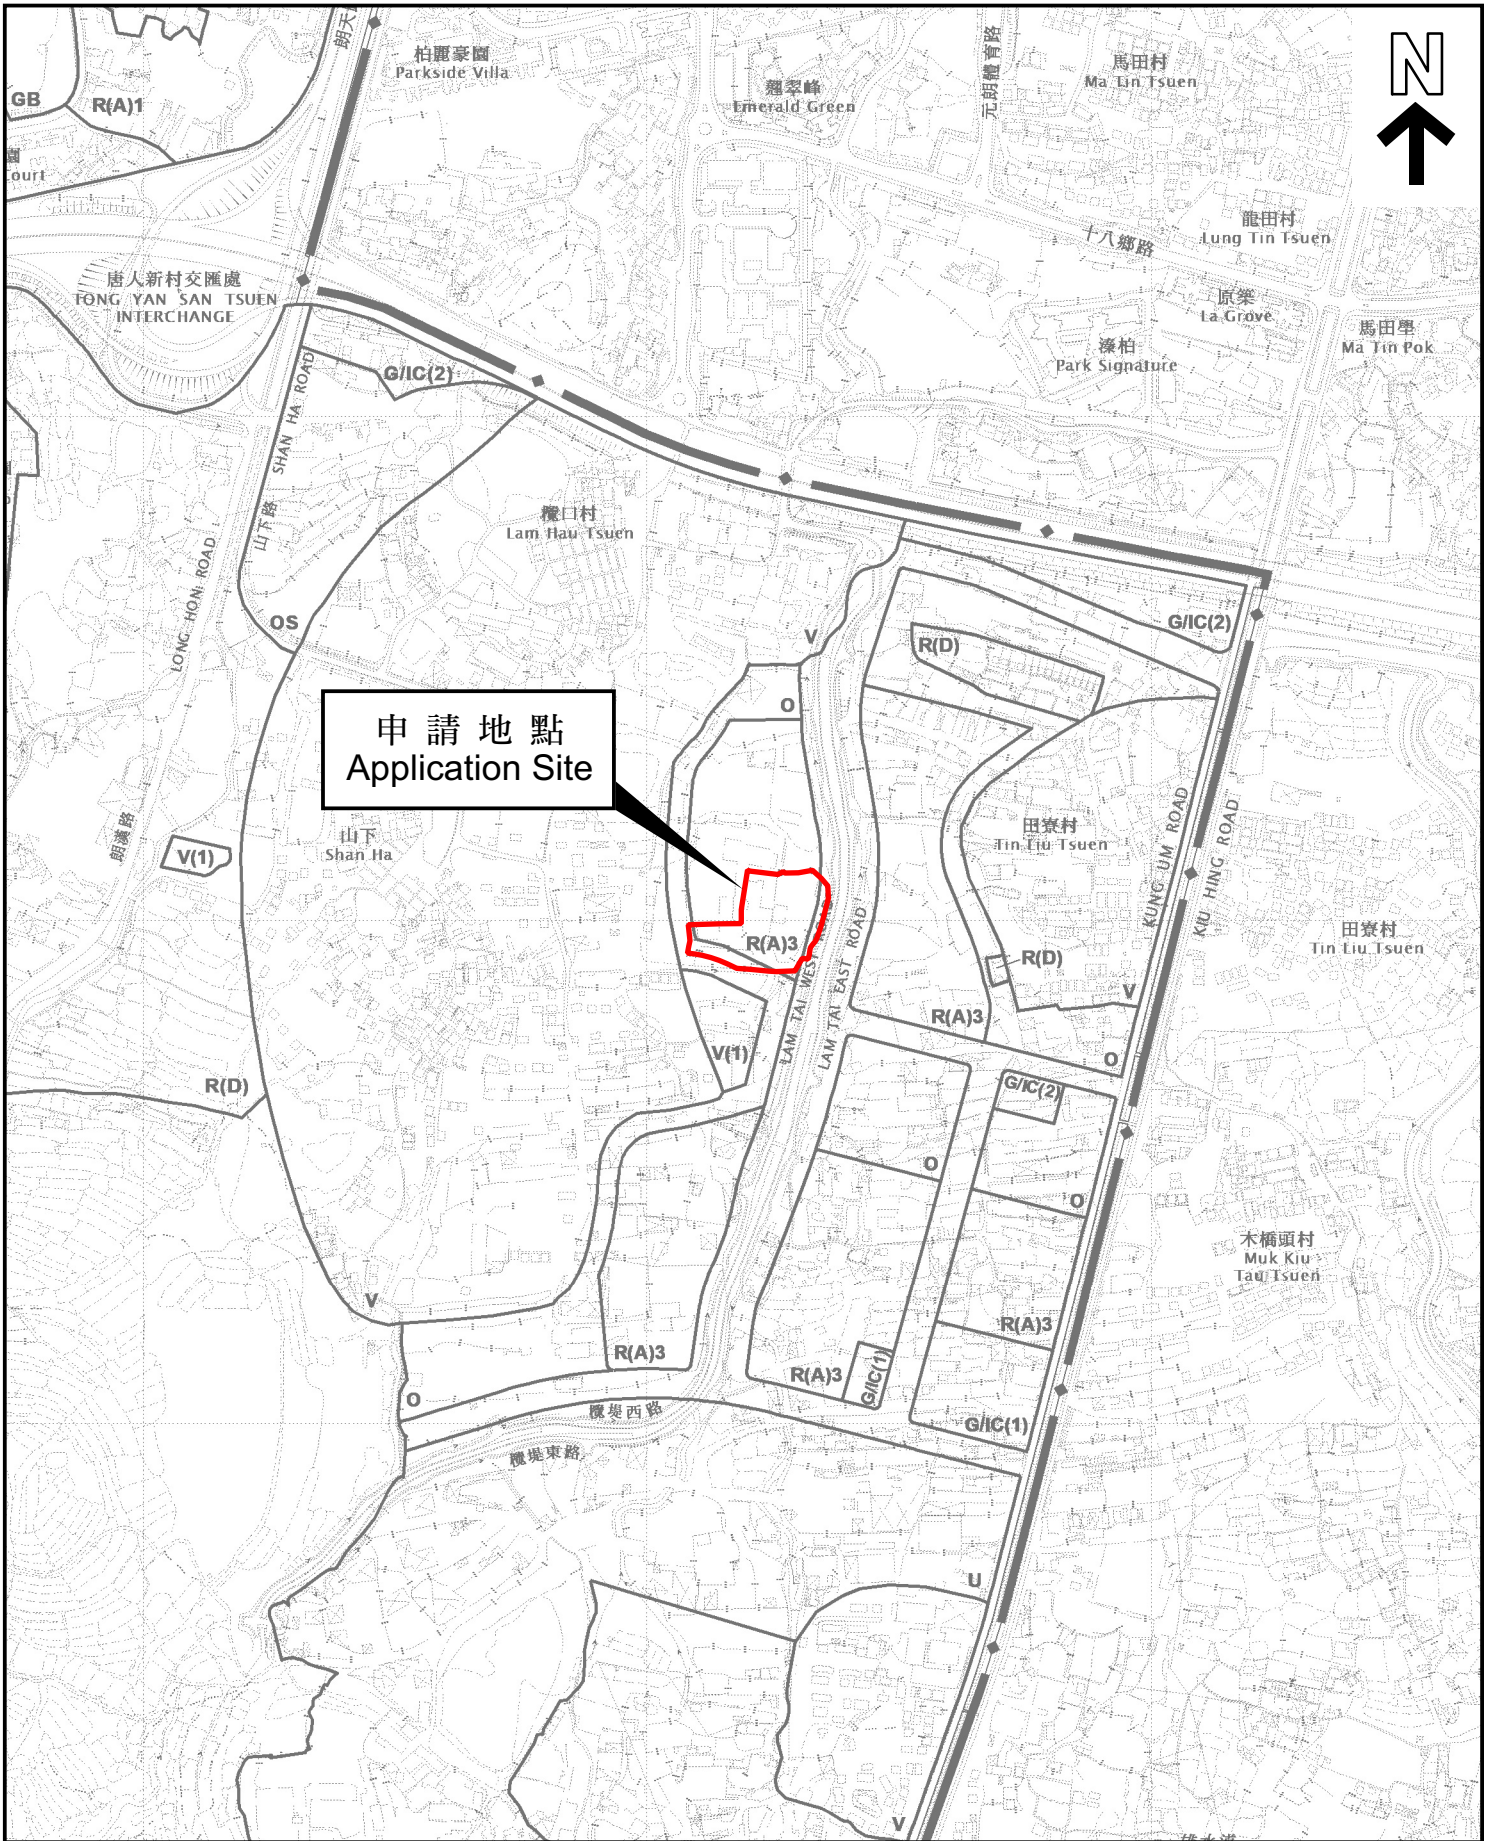 朗天
柏麗豪園
Parkside Villa
翹翠峰
Emerald Green
元朗體育路
馬田村
Ma Tin Tsuen
N
GB
R(A)1
園
Court
十八鄉路
龍田村
Lung Tin Tsuen
唐人新村交匯處
TONG YAN SAN TSUEN
INTERCHANGE
原築
La Grove
馬田壆
Ma Tin Pok
溱柏
Park Signature
G/IC(2)
SHAN HA ROAD
山下路
欖口村
Lam Hau Tsuen
LONG HON ROAD
朗漢路
OS
V
G/IC(2)
R(D)
O
申請地點
Application Site
山下
Shan Ha
V(1)
田寮村
Tin Liu Tsuen
KUNG UM ROAD
KIU HING ROAD
田寮村
Tin Liu Tsuen
R(A)3
LAM TAI WEST ROAD
LAM TAI EAST ROAD
R(D)
V
R(A)3
O
V(1)
R(D)
G/IC(2)
O
O
木橋頭村
Muk Kiu
Tau Tsuen
V
R(A)3
R(A)3
R(A)3
G/IC(1)
O
欖堤西路
G/IC(1)
欖堤東路
U
V